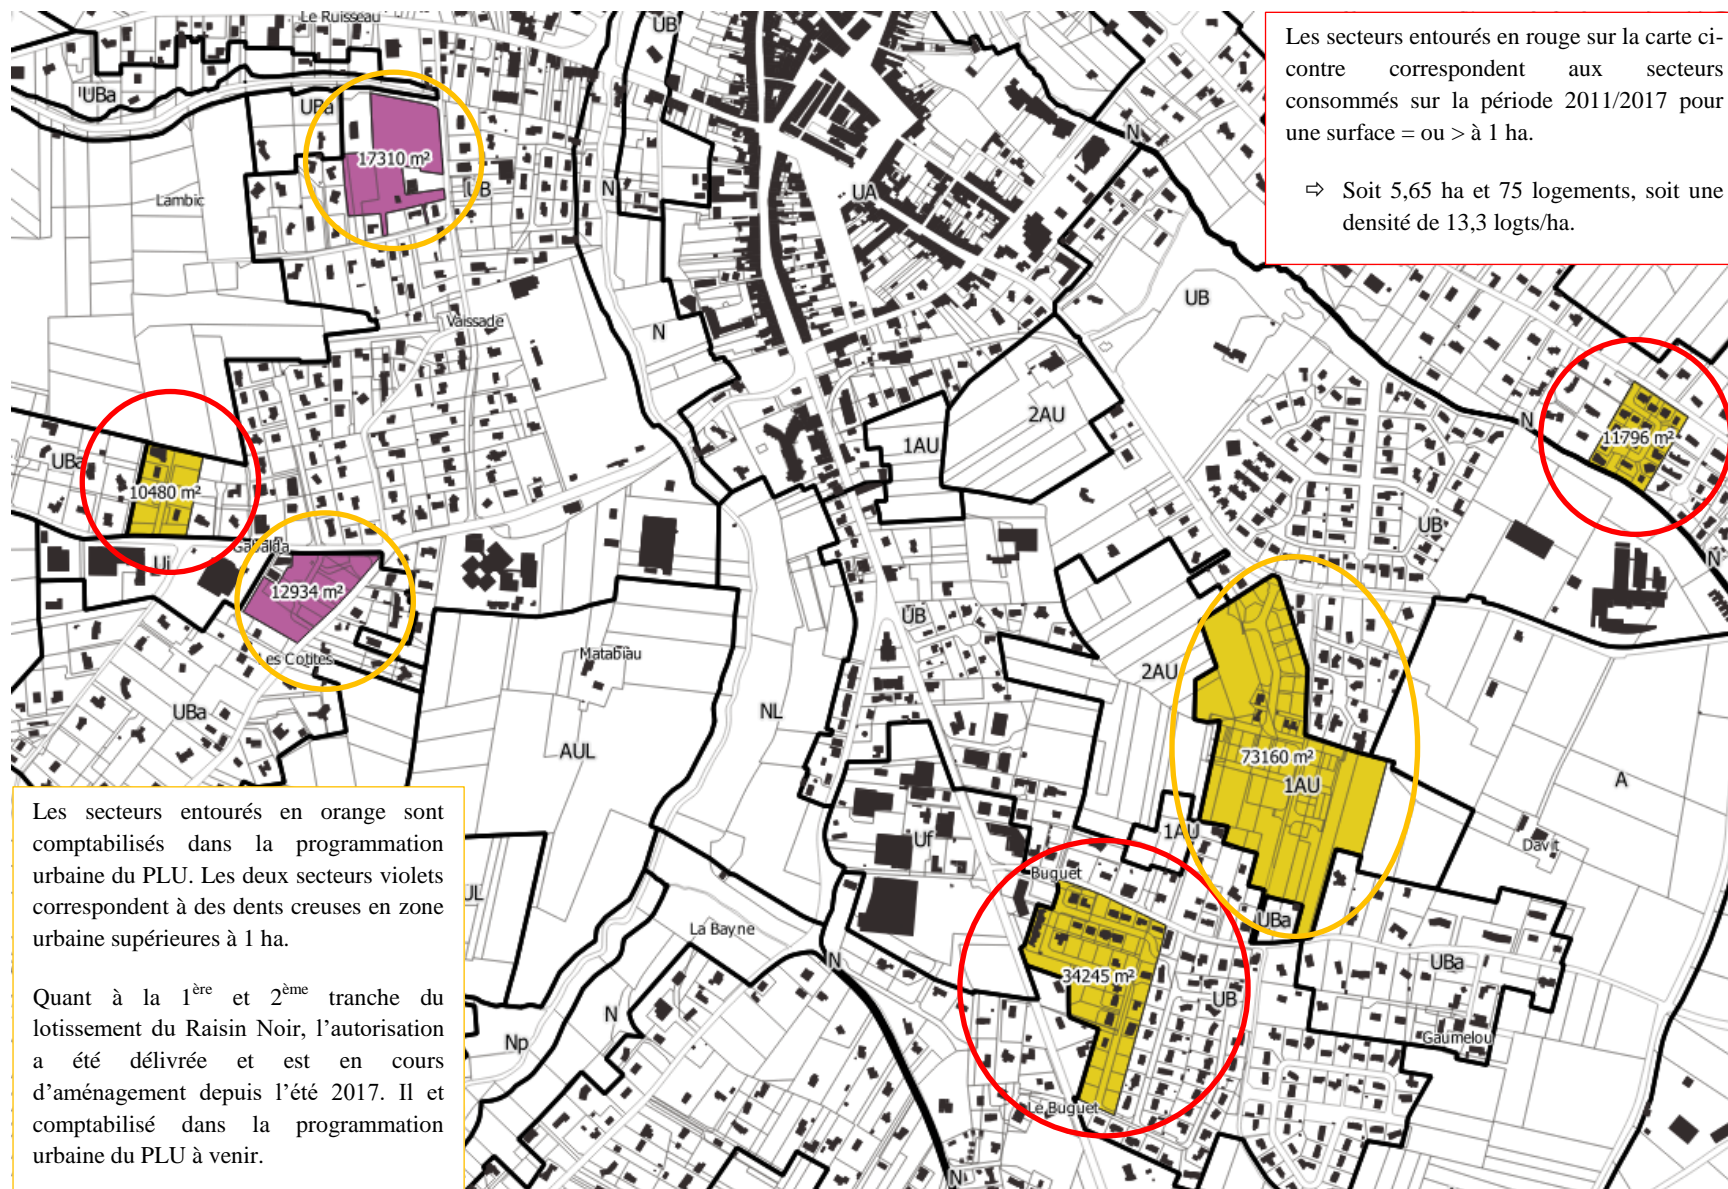 Le Ruisseau
UB
UBa
UBa
17310 m²
UB
Lambic
N
N
UA
N
UB
Vaissade
Les secteurs entourés en rouge sur la carte ci-
contre correspondent aux secteurs
consommés sur la période 2011/2017 pour
une surface = ou > à 1 ha.
⇨ Soit 5,65 ha et 75 logements, soit une
densité de 13,3 logts/ha.
2AU
1AU
N
11796 m²
UBa
10480 m²
Gabalda
Ui
12934 m²
Les Cotites
UBa
UB
N
UB
Matabiau
2AU
NL
AUL
73160 m²
1AU
A
1AU
Uf
Davit
Buguet
UBa
La Bayne
N
34245 m²
UB
UBa
N
Np
Gaumelou
Le Buguet
N
N
UL
Les secteurs entourés en orange sont
comptabilisés dans la programmation
urbaine du PLU. Les deux secteurs violets
correspondent à des dents creuses en zone
urbaine supérieures à 1 ha.
Quant à la 1ère et 2ème tranche du
lotissement du Raisin Noir, l'autorisation
a été délivrée et est en cours
d'aménagement depuis l'été 2017. Il et
comptabilisé dans la programmation
urbaine du PLU à venir.